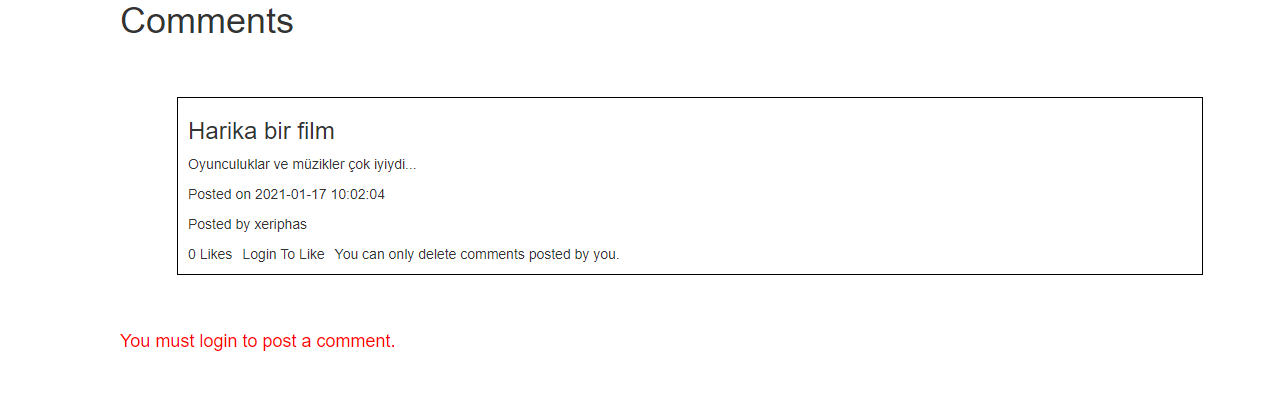 Comments
Harika bir film
Oyunculuklar ve müzikler çok iyiydi...
Posted on 2021-01-17 10:02:04
Posted by xeriphas
0 Likes Login To Like You can only delete comments posted by you.
You must login to post a comment.